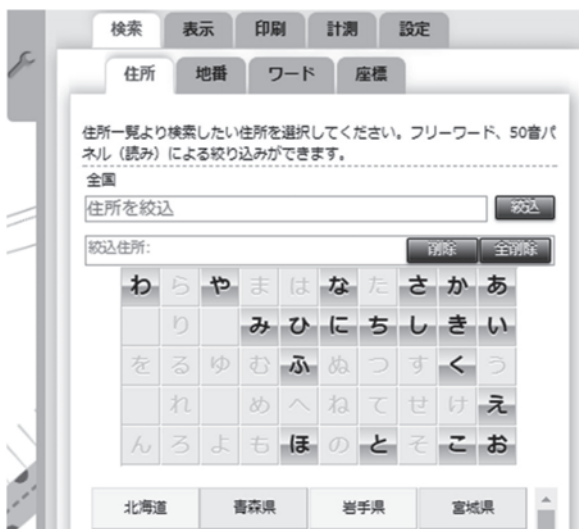 検索 表示 印刷 計測 設定
住所 地番 ワード 座標
住所一覧より検索したい住所を選択してください。フリーワード、50音パ
ネル（読み）による絞り込みができます。
全国
住所を絞込 絞込
絞込住所: 削除 全削除
わ ら や ま は な た さ か あ
り み ひ に ち し き い
を る ゆ む ふ ぬ つ す く う
れ め へ ね て せ け え
ん ろ よ も ほ の と そ こ お
北海道 青森県 岩手県 宮城県